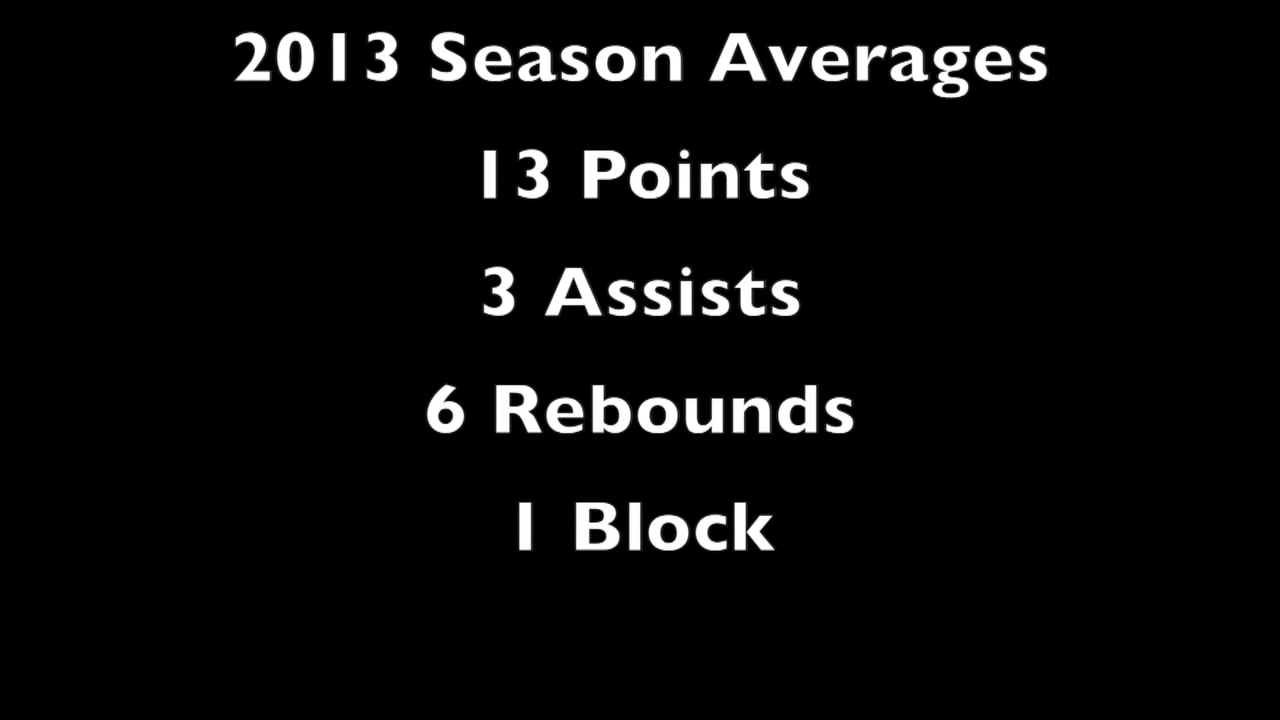 2013 Season Averages
13 Points
3 Assists
6 Rebounds
1 Block